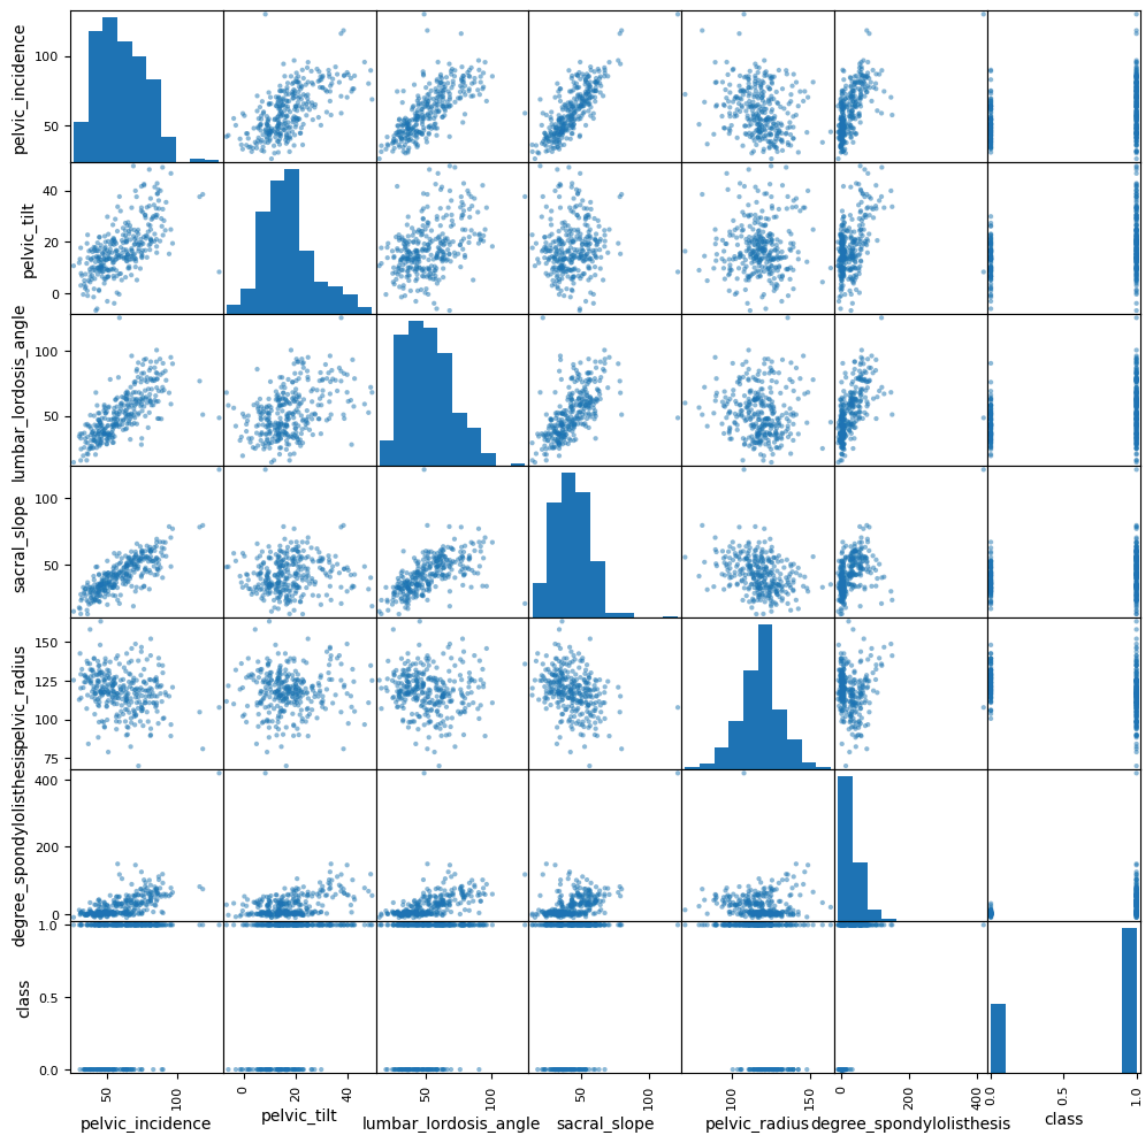 pelvic_incidence
100
50
pelvic_tilt
40
20
0
lumbar_lordosis_angle
100
50
sacral_slope
100
50
pelvic_radius
150
125
100
75
degree_spondylolisthesis
400
200
0
class
1.0
0.5
0.0
50
100
pelvic_incidence
0
20
40
pelvic_tilt
50
100
lumbar_lordosis_angle
50
100
sacral_slope
100
150
pelvic_radius
0
200
400
degree_spondylolisthesis
0.0
0.5
1.0
class